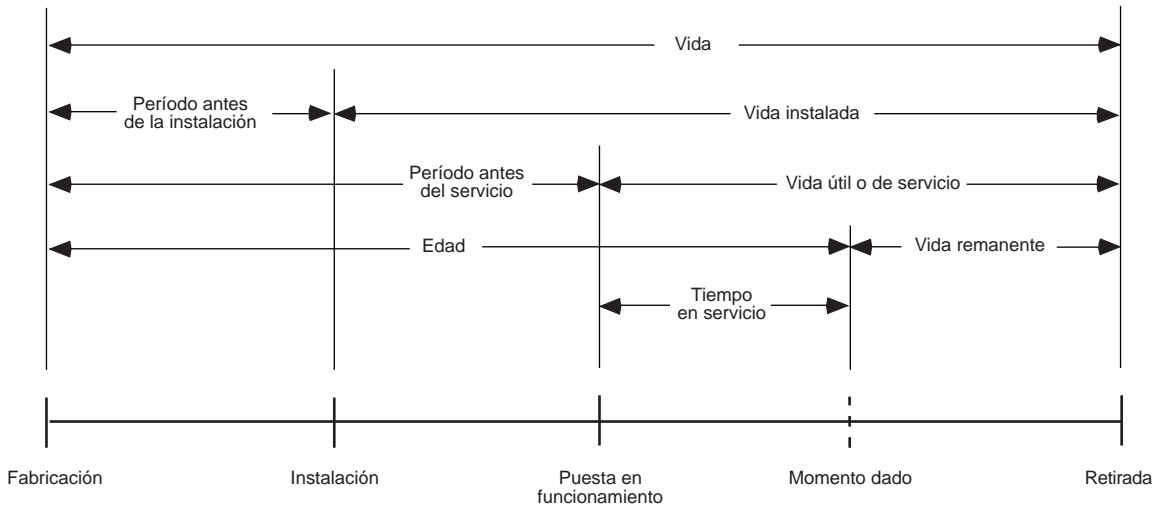 Vida
Período antes
de la instalación
Vida instalada
Período antes
del servicio
Vida útil o de servicio
Edad
Vida remanente
Tiempo
en servicio
Fabricación
Instalación
Puesta en
funcionamiento
Momento dado
Retirada